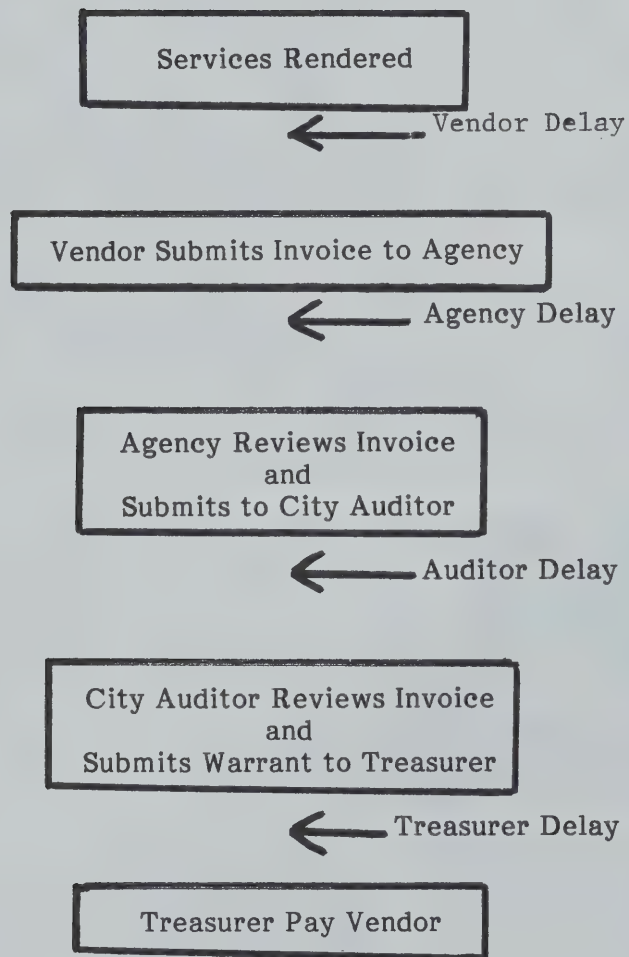 Services Rendered
Vendor Delay
Vendor Submits Invoice to Agency
Agency Delay
Agency Reviews Invoice
and
Submits to City Auditor
Auditor Delay
City Auditor Reviews Invoice
and
Submits Warrant to Treasurer
Treasurer Delay
Treasurer Pay Vendor